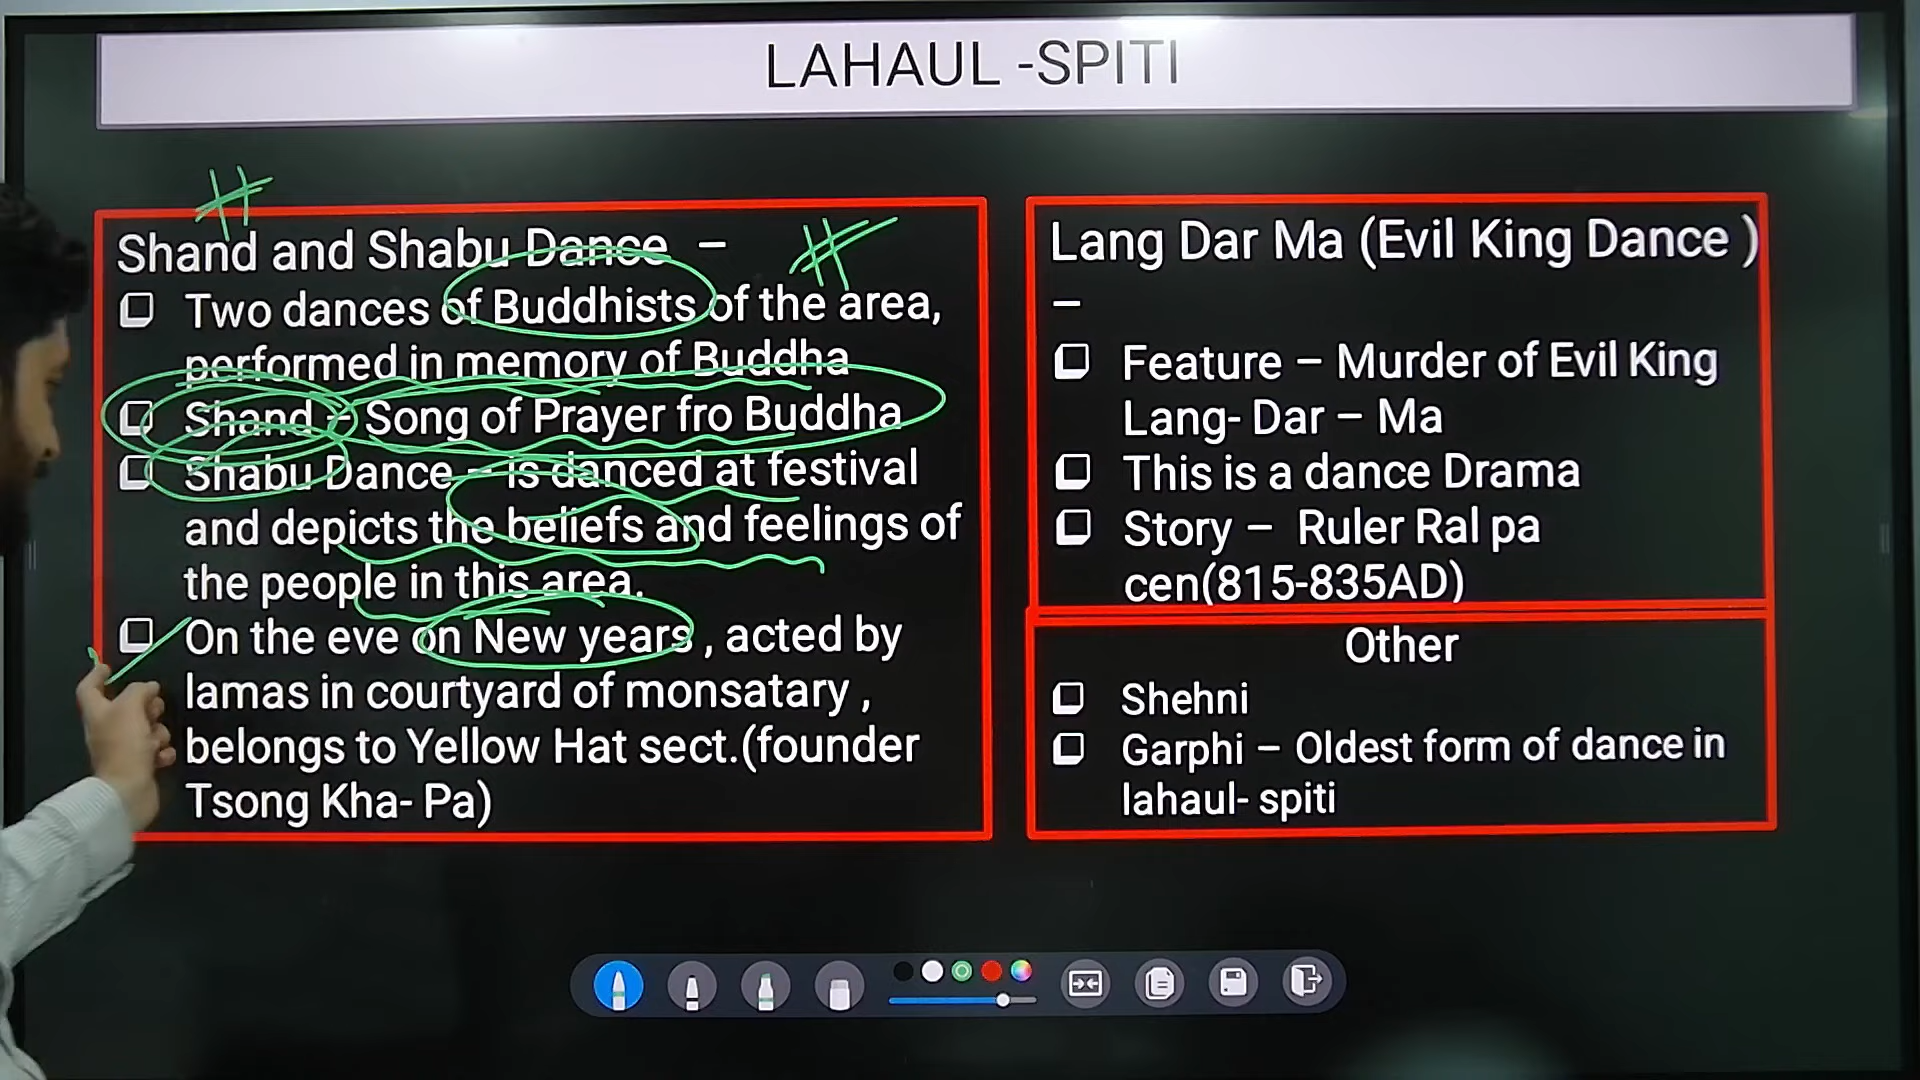 LAHAUL -SPITI
Shand and Shabu Dance –
Two dances of Buddhists of the area,
performed in memory of Buddha
Shand – Song of Prayer fro Buddha
Shabu Dance – is danced at festival
and depicts the beliefs and feelings of
the people in this area.
On the eve on New years , acted by
lamas in courtyard of monsatary ,
belongs to Yellow Hat sect.(founder
Tsong Kha- Pa)
Lang Dar Ma (Evil King Dance )
–
Feature – Murder of Evil King
Lang- Dar – Ma
This is a dance Drama
Story – Ruler Ral pa
cen(815-835AD)
Other
Shehni
Garphi – Oldest form of dance in
lahaul- spiti